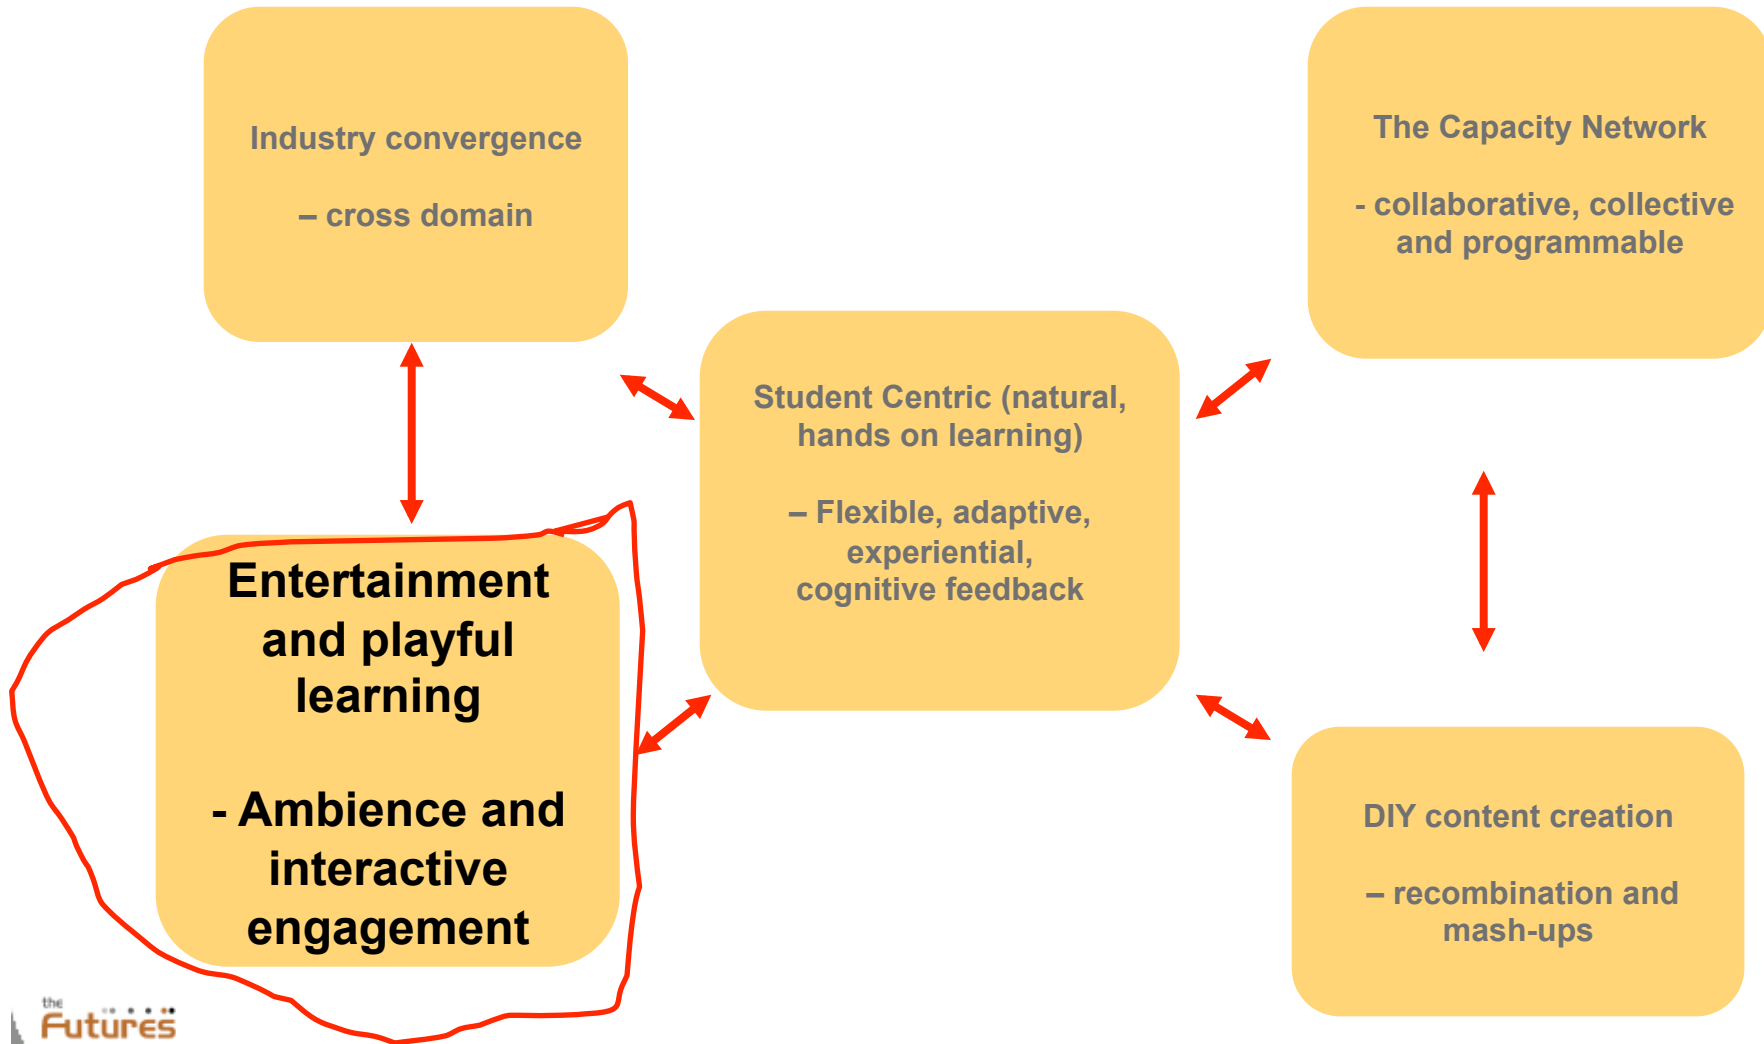 Industry convergence
– cross domain
The Capacity Network
- collaborative, collective
and programmable
Student Centric (natural,
hands on learning)
– Flexible, adaptive,
experiential,
cognitive feedback
Entertainment
and playful
learning
- Ambience and
interactive
engagement
DIY content creation
– recombination and
mash-ups
the
Futures